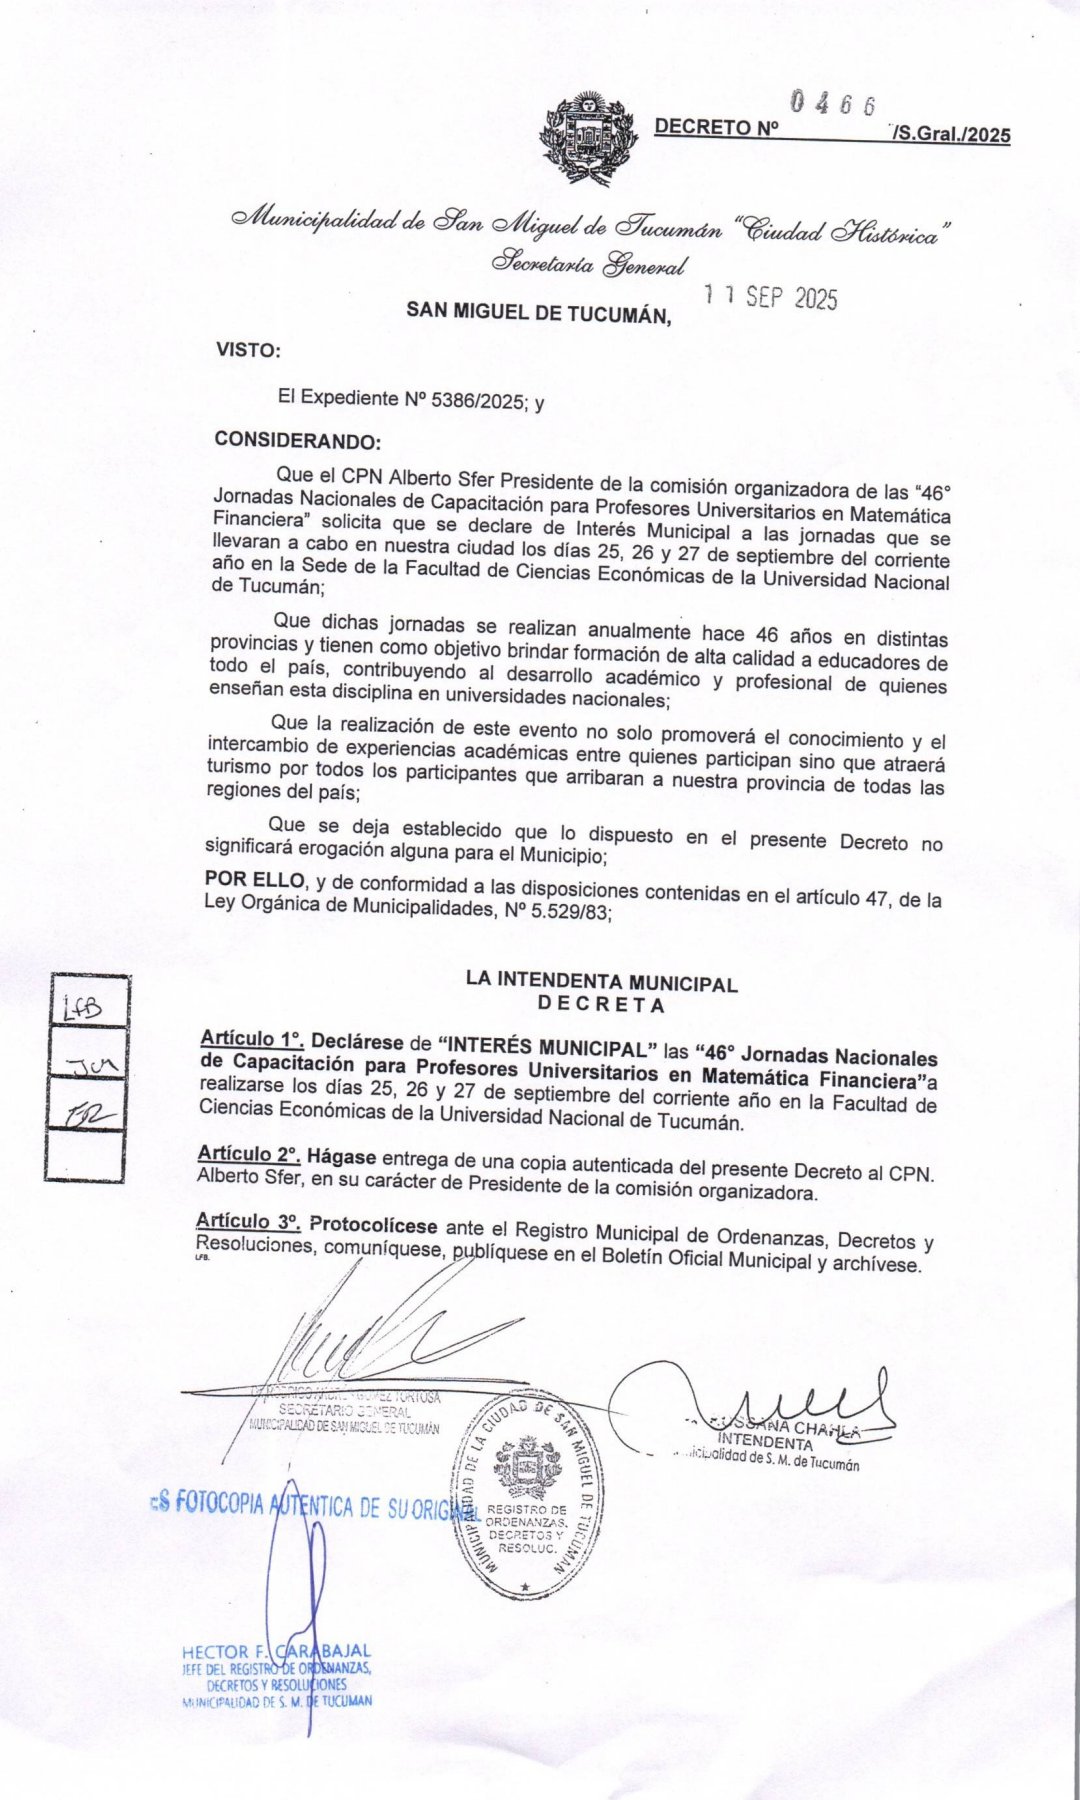 0466
DECRETO Nº /S.Gral./2025
Municipalidad de San Miguel de Tucumán "Ciudad Histórica"
Secretaría General
11 SEP 2025
SAN MIGUEL DE TUCUMÁN,
VISTO:
El Expediente Nº 5386/2025; y
CONSIDERANDO:
Que el CPN Alberto Sfer Presidente de la comisión organizadora de las “46°
Jornadas Nacionales de Capacitación para Profesores Universitarios en Matemática
Financiera” solicita que se declare de Interés Municipal a las jornadas que se
llevaran a cabo en nuestra ciudad los días 25, 26 y 27 de septiembre del corriente
año en la Sede de la Facultad de Ciencias Económicas de la Universidad Nacional
de Tucumán;
Que dichas jornadas se realizan anualmente hace 46 años en distintas
provincias y tienen como objetivo brindar formación de alta calidad a educadores de
todo el país, contribuyendo al desarrollo académico y profesional de quienes
enseñan esta disciplina en universidades nacionales;
Que la realización de este evento no solo promoverá el conocimiento y el
intercambio de experiencias académicas entre quienes participan sino que atraerá
turismo por todos los participantes que arribaran a nuestra provincia de todas las
regiones del país;
Que se deja establecido que lo dispuesto en el presente Decreto no
significará erogación alguna para el Municipio;
POR ELLO, y de conformidad a las disposiciones contenidas en el artículo 47, de la
Ley Orgánica de Municipalidades, Nº 5.529/83;
LA INTENDENTA MUNICIPAL
D E C R E T A
LfB
Artículo 1°. Declárese de “INTERÉS MUNICIPAL” las “46° Jornadas Nacionales
de Capacitación para Profesores Universitarios en Matemática Financiera”a
realizarse los días 25, 26 y 27 de septiembre del corriente año en la Facultad de
Ciencias Económicas de la Universidad Nacional de Tucumán.
Artículo 2°. Hágase entrega de una copia autenticada del presente Decreto al CPN.
Alberto Sfer, en su carácter de Presidente de la comisión organizadora.
Artículo 3º. Protocolícese ante el Registro Municipal de Ordenanzas, Decretos y
Resoluciones, comuníquese, publíquese en el Boletín Oficial Municipal y archívese.
LFB.
GOMEZ TORTOSA
SECRETARIO GENERAL
MUNICIPALIDAD DE SAN MIGUEL DE TUCUMÁN
CHAHLA
INTENDENTA
de S. M. de Tucumán
MUNICIPALIDAD DE LA CIUDAD DE SAN MIGUEL DE TUCUMAN
REGISTRO DE
ORDENANZAS,
DECRETOS Y
RESOLUC.
ES FOTOCOPIA AUTENTICA DE SU ORIGINAL
HECTOR F. CARABAJAL
JEFE DEL REGISTRO DE ORDENANZAS,
DECRETOS Y RESOLUCIONES
MUNICIPALIDAD DE S. M. DE TUCUMAN